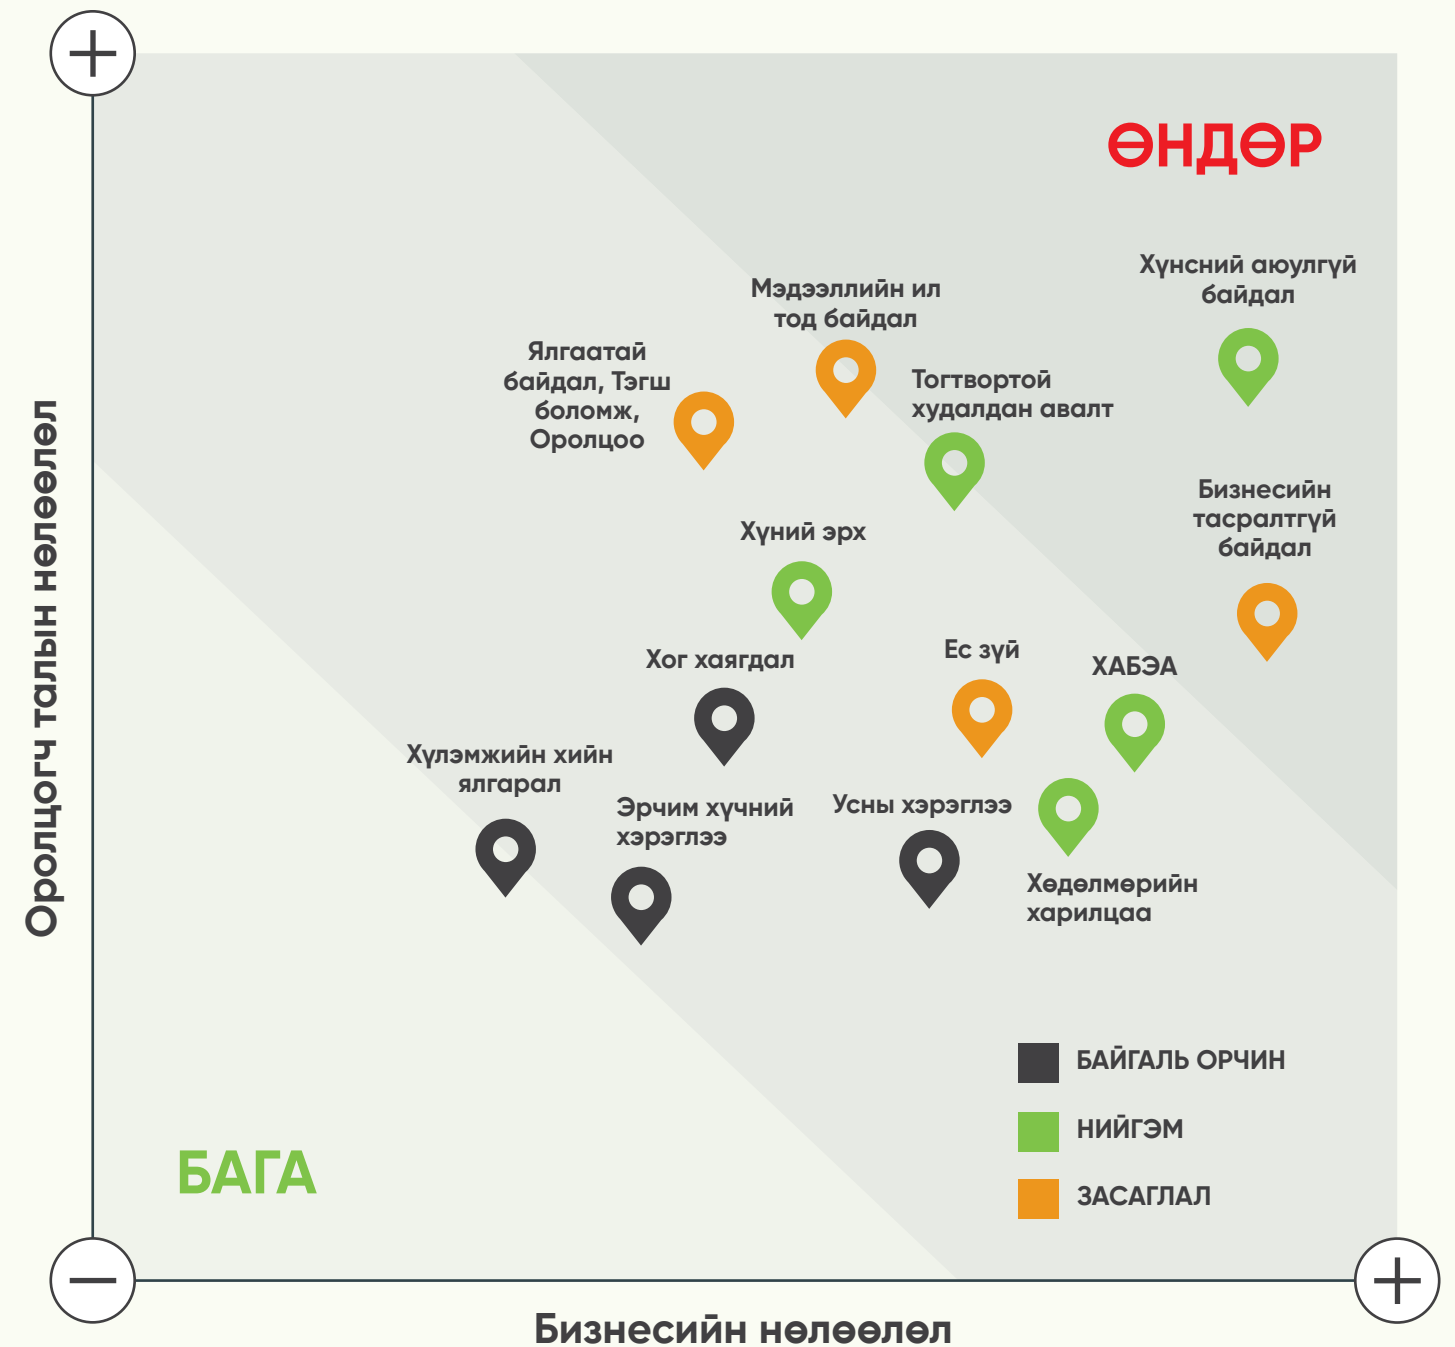 ӨНДӨР
Хүнсний аюулгүй
байдал
Мэдээллийн ил
тод байдал
Ялгаатай
байдал, Тэгш
боломж,
Оролцоо
Тогтвортой
худалдан авалт
Бизнесийн
тасралтгүй
байдал
Хүний эрх
Хог хаягдал
Ес зүй
ХАБЭА
Хүлэмжийн хийн
ялгарал
Эрчим хүчний
хэрэглээ
Усны хэрэглээ
Хөдөлмөрийн
харилцаа
БАЙГАЛЬ ОРЧИН
НИЙГЭМ
ЗАСАГЛАЛ
БАГА
Оролцогч талын нөлөөлөл
Бизнесийн нөлөөлөл